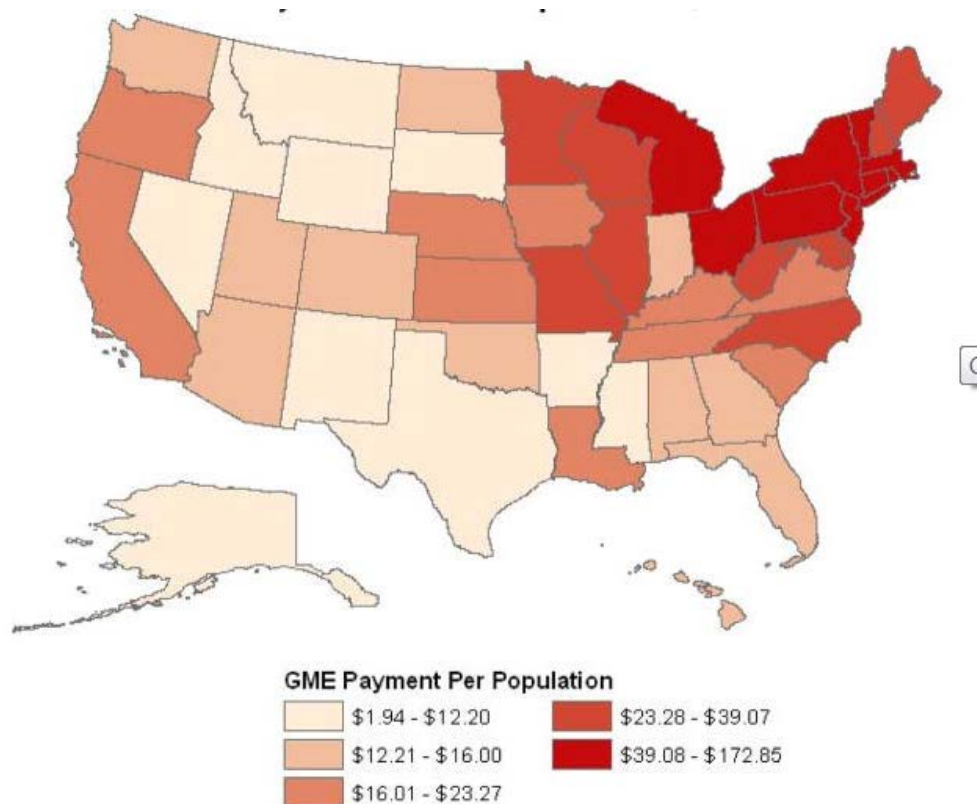 GME Payment Per Population
$1.94 - $12.20
$23.28 - $39.07
$12.21 - $16.00
$39.08 - $172.85
$16.01 - $23.27